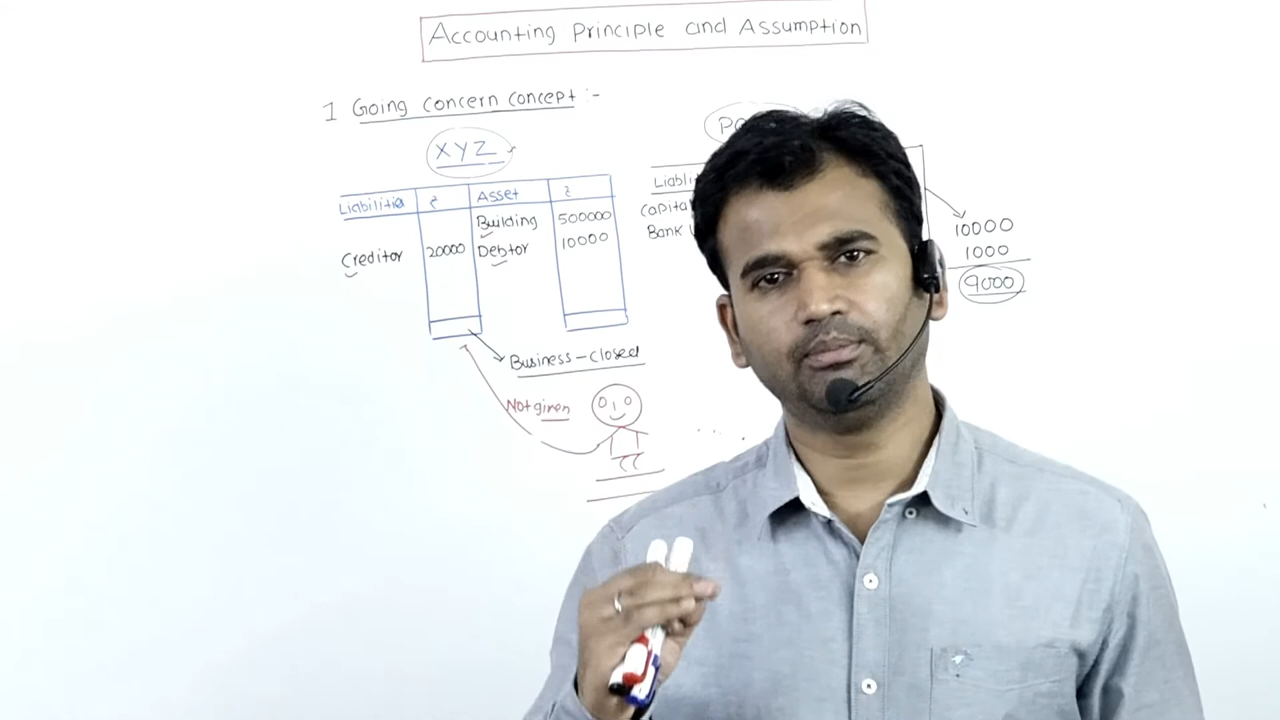 Accounting Principle and Assumption
1 Going concern concept :-
XYZ
Liabilities ₹ Asset ₹
Building 500000
Creditor 20000 Debtor 10000
Business - closed
Not given
Capital
Bank
10000
1000
9000